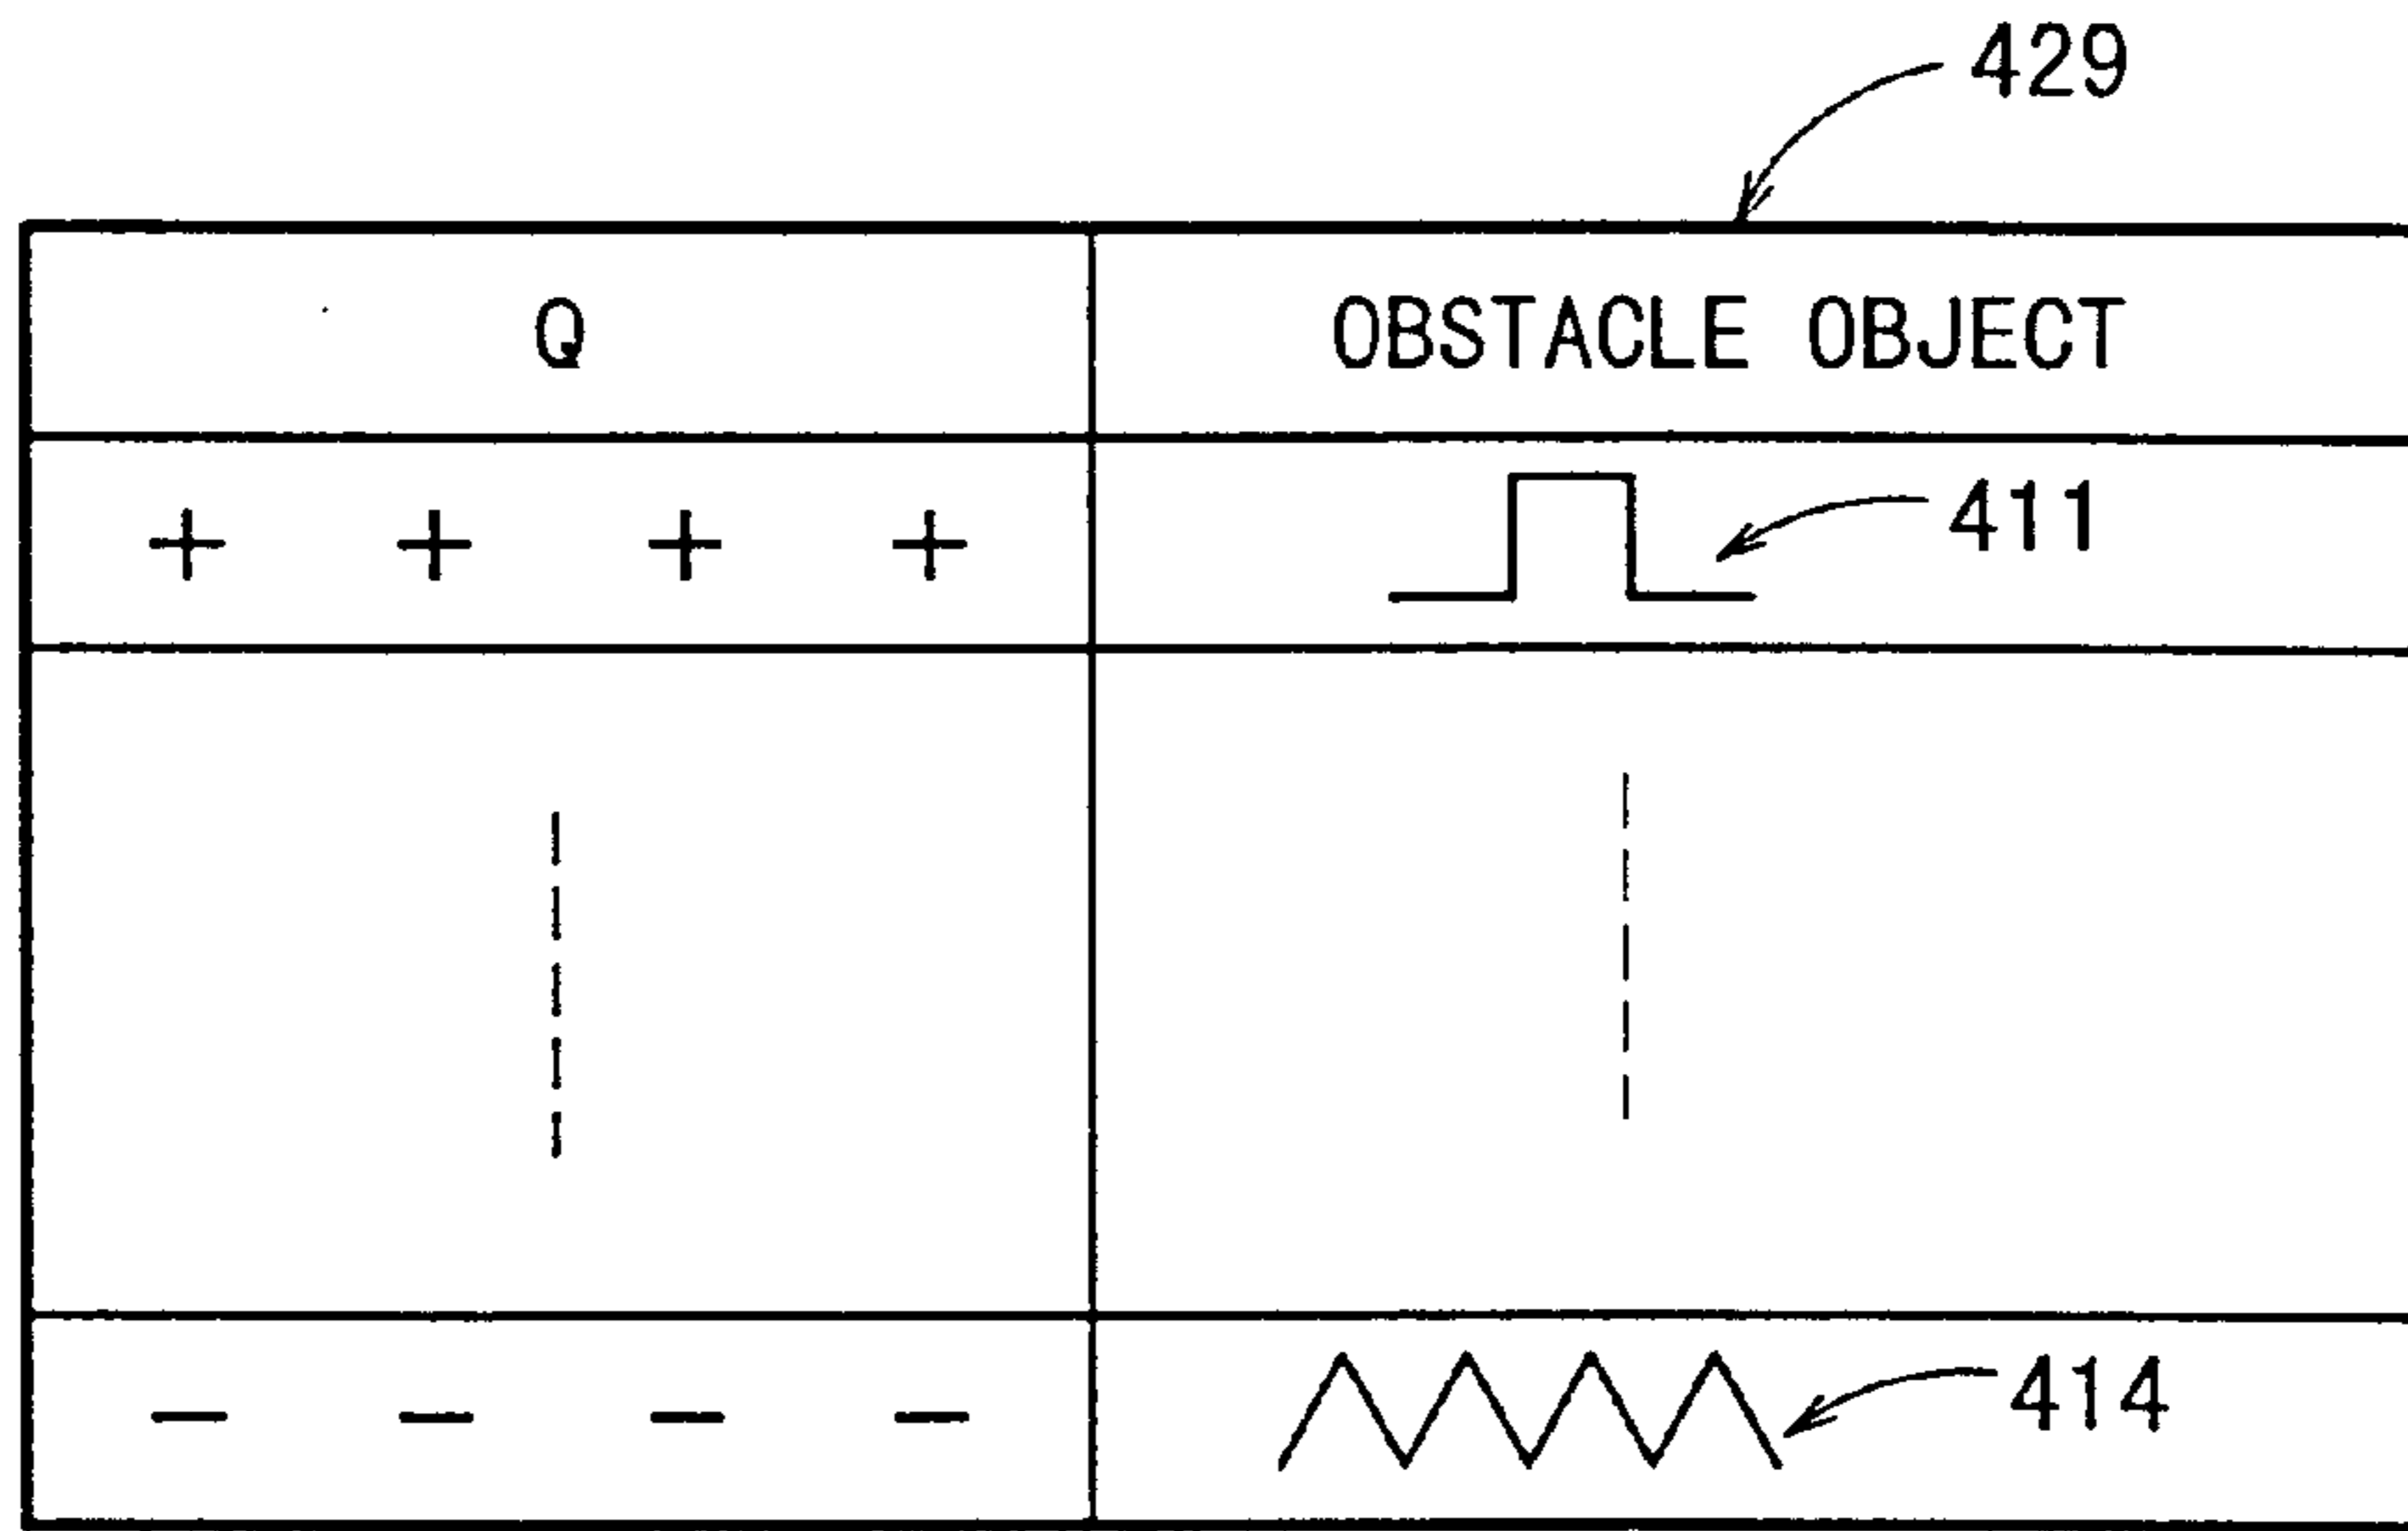 429
Q OBSTACLE OBJECT
+ + + + 411
− − − − 414